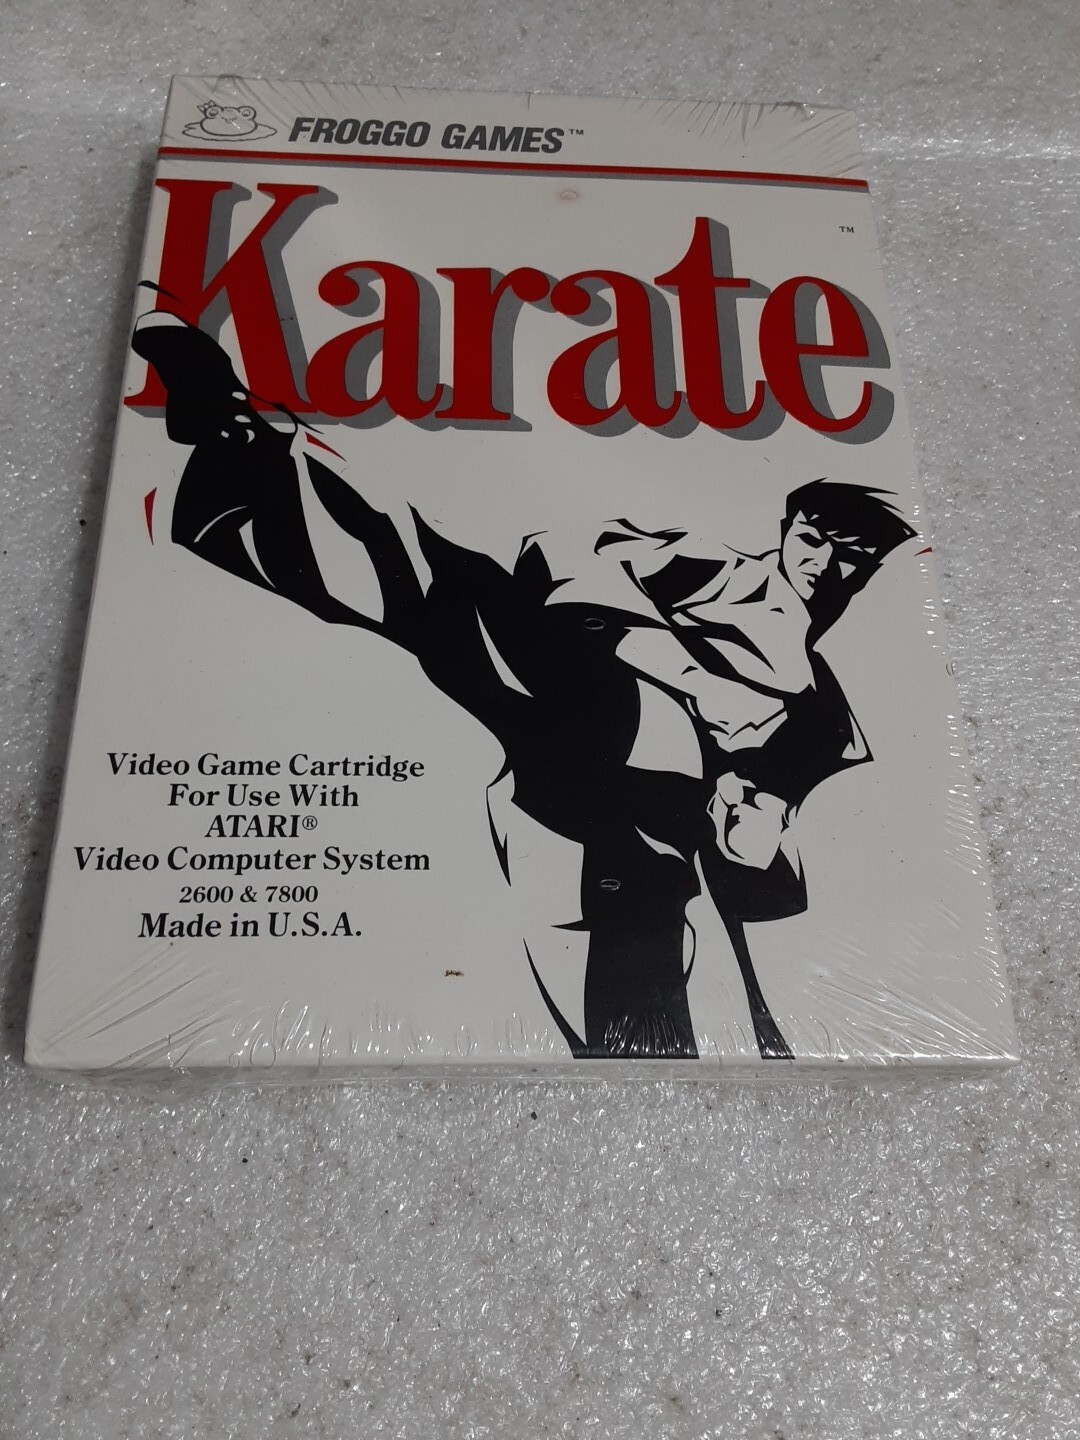 FROGGO GAMES™
Karate ™
Video Game Cartridge
For Use With
ATARI®
Video Computer System
2600 & 7800
Made in U.S.A.